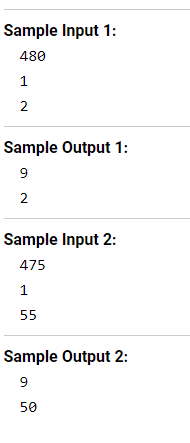 Sample Input 1:
480
1
2
Sample Output 1:
9
2
Sample Input 2:
475
1
55
Sample Output 2:
9
50